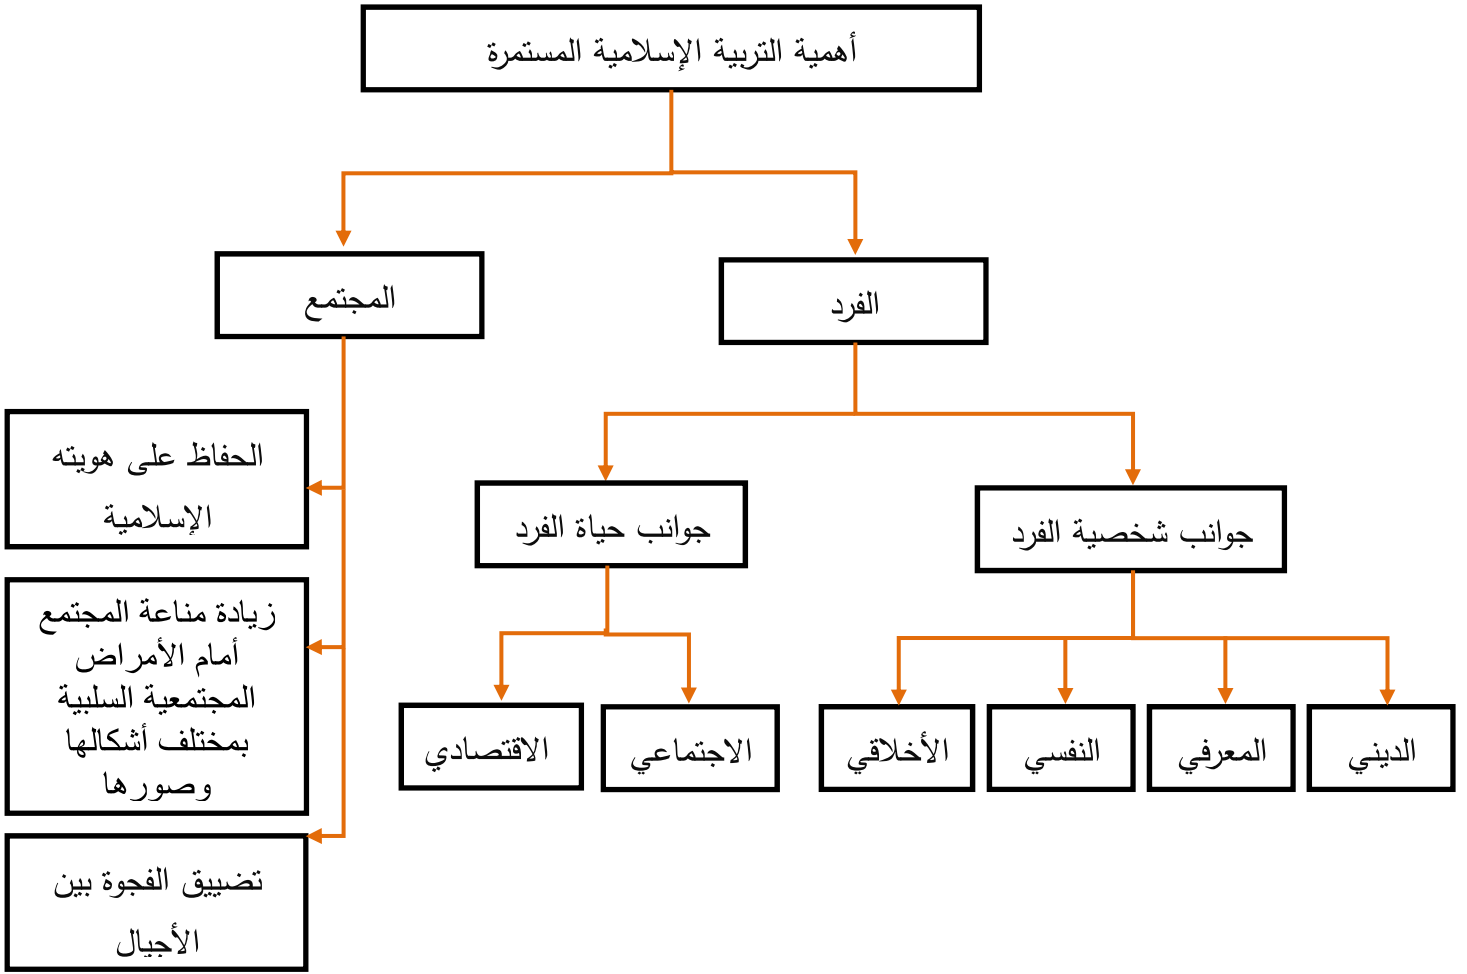 أهمية التربية الإسلامية المستمرة
الفرد
المجتمع
جوانب شخصية الفرد
جوانب حياة الفرد
الديني
المعرفي
النفسي
الأخلاقي
الاجتماعي
الاقتصادي
الحفاظ على هويته
الإسلامية
زيادة مناعة المجتمع
أمام الأمراض
المجتمعية السلبية
بمختلف أشكالها
وصورها
تضييق الفجوة بين
الأجيال